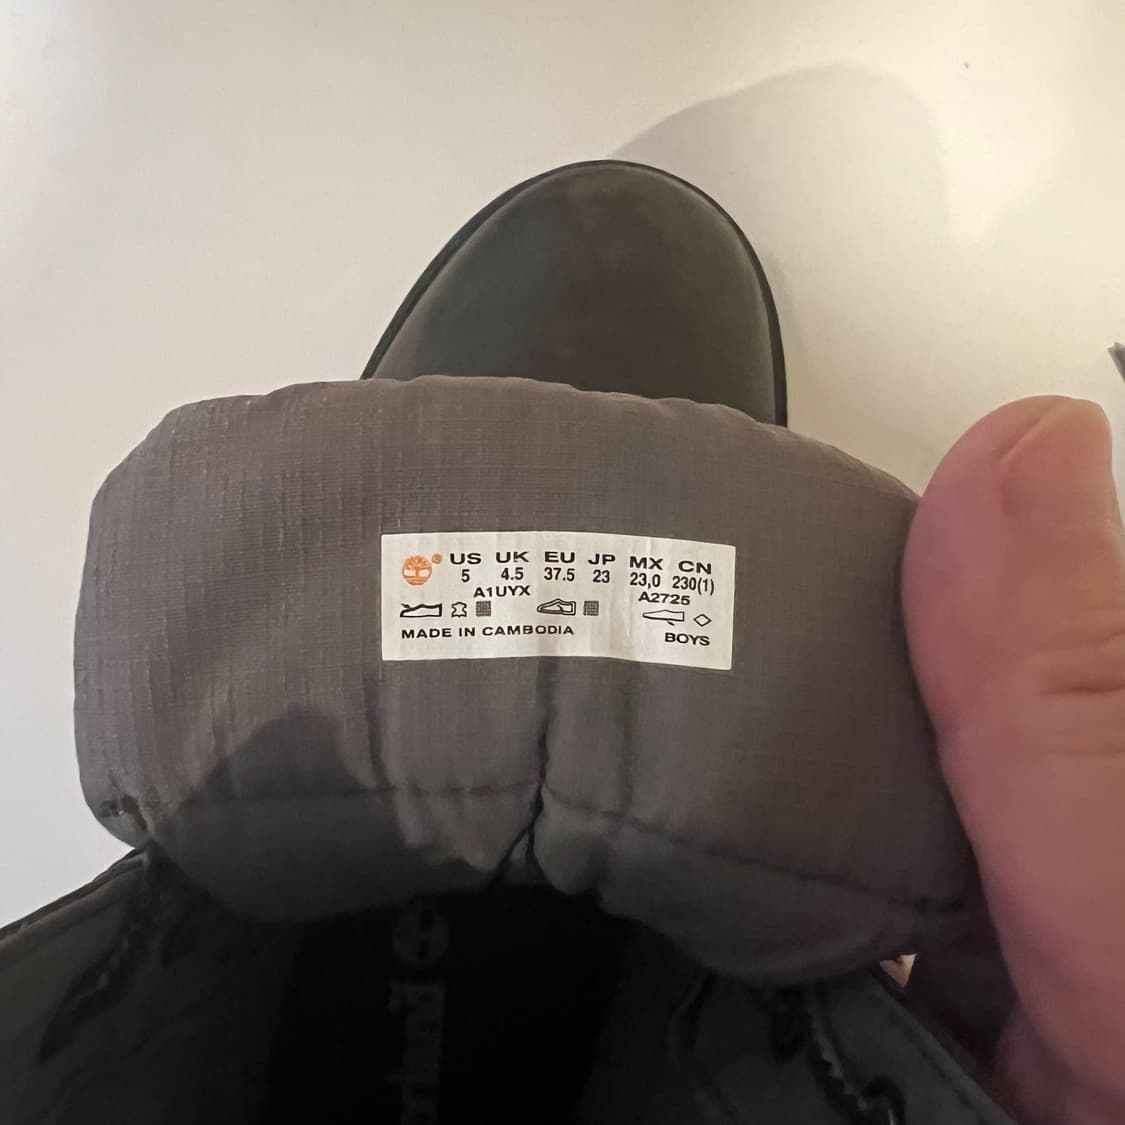 ® US UK EU JP MX CN
5 4.5 37.5 23 23,0 230(1)
A1UYX A2725
MADE IN CAMBODIA BOYS